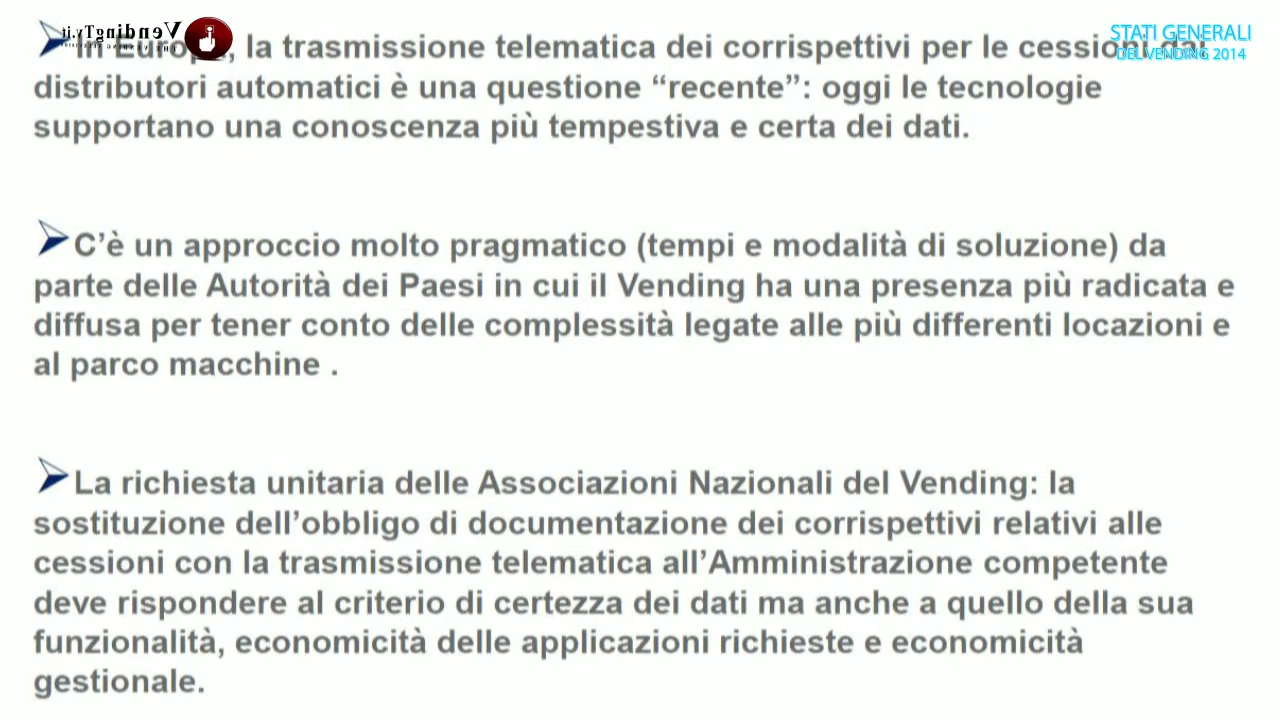 VendingTv.it
STATI GENERALI
DEL VENDING 2014
In Europa, la trasmissione telematica dei corrispettivi per le cessioni dai
distributori automatici è una questione “recente”: oggi le tecnologie
supportano una conoscenza più tempestiva e certa dei dati.
C’è un approccio molto pragmatico (tempi e modalità di soluzione) da
parte delle Autorità dei Paesi in cui il Vending ha una presenza più radicata e
diffusa per tener conto delle complessità legate alle più differenti locazioni e
al parco macchine .
La richiesta unitaria delle Associazioni Nazionali del Vending: la
sostituzione dell’obbligo di documentazione dei corrispettivi relativi alle
cessioni con la trasmissione telematica all’Amministrazione competente
deve rispondere al criterio di certezza dei dati ma anche a quello della sua
funzionalità, economicità delle applicazioni richieste e economicità
gestionale.